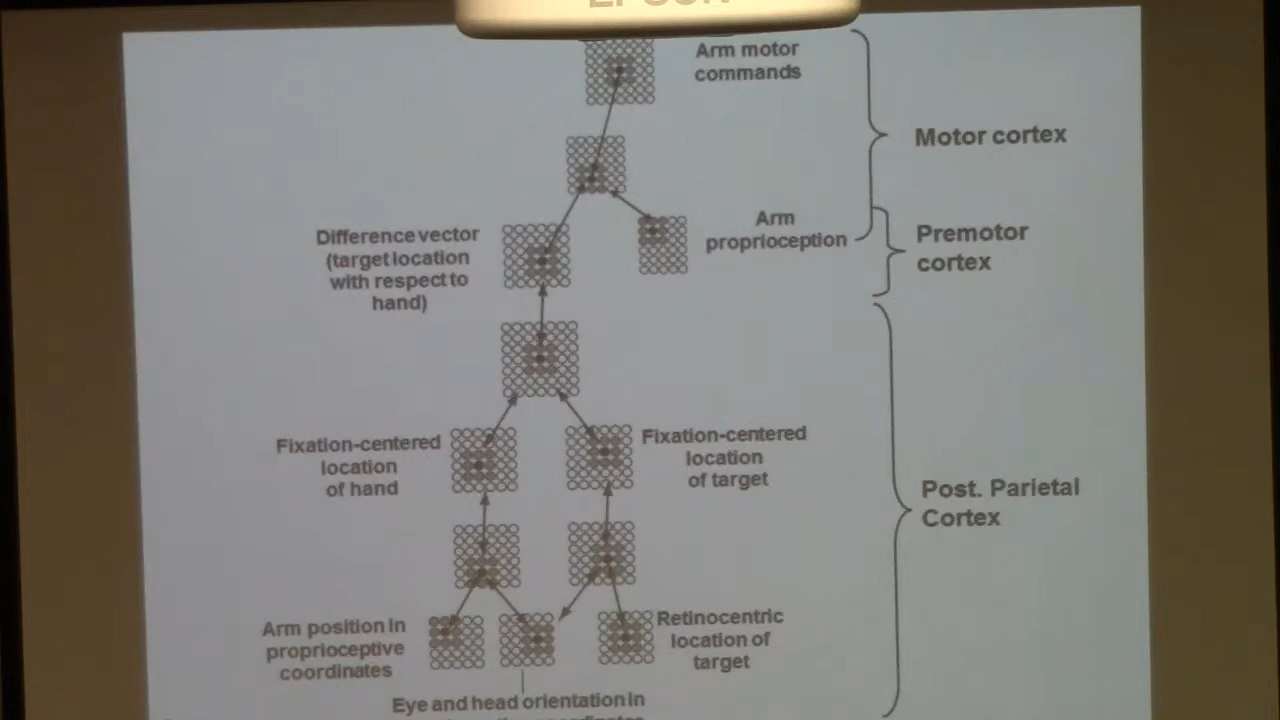 EPSON
Arm motor
commands
Motor cortex
Arm
proprioception
Premotor
cortex
Difference vector
(target location
with respect to
hand)
Fixation-centered
location
of hand
Fixation-centered
location
of target
Post. Parietal
Cortex
Arm position in
proprioceptive
coordinates
Retinocentric
location of
target
Eye and head orientation in